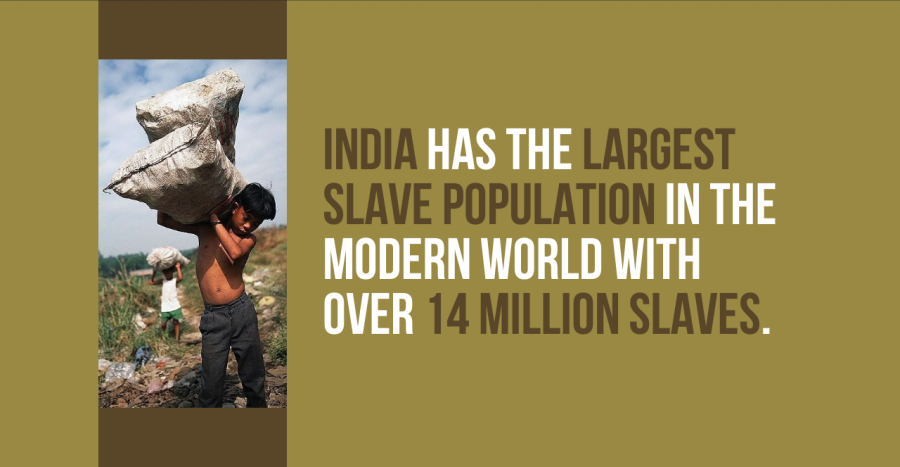 INDIA HAS THE LARGEST
SLAVE POPULATION IN THE
MODERN WORLD WITH
OVER 14 MILLION SLAVES.